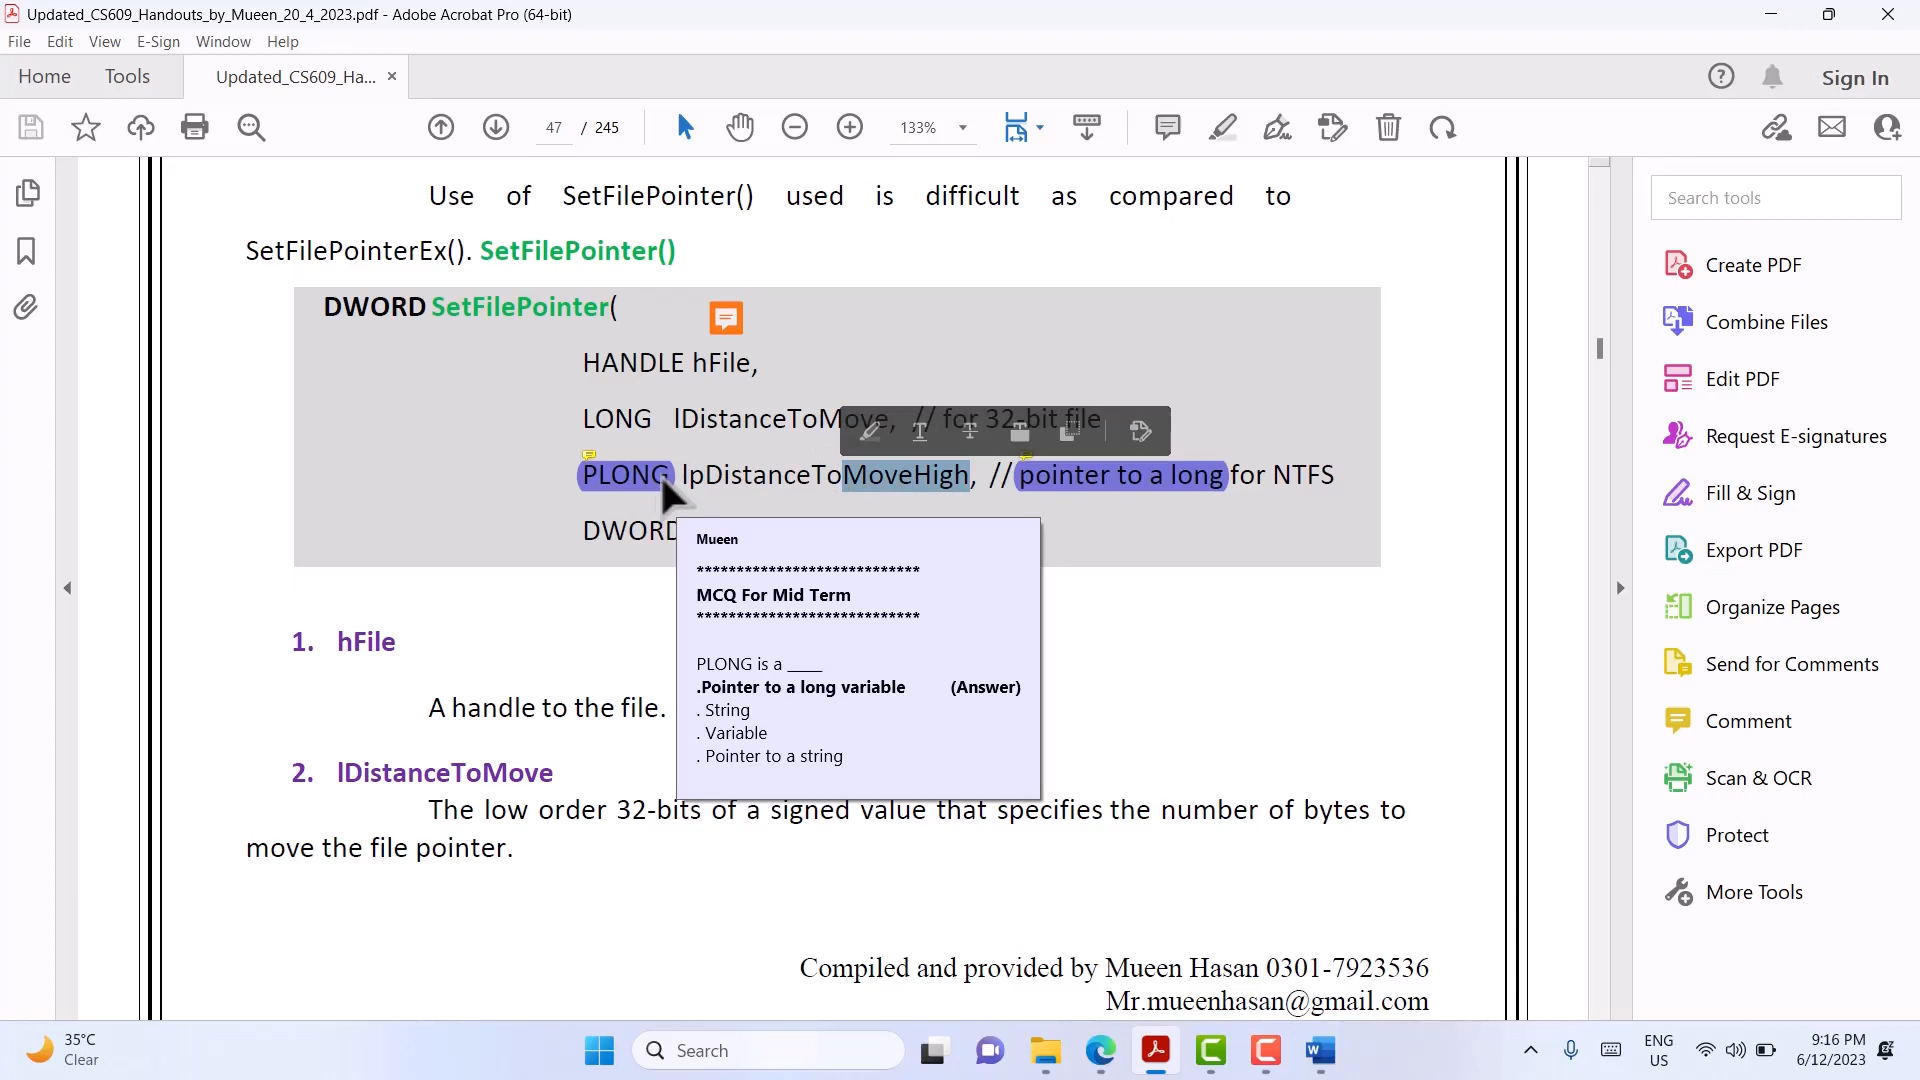 Updated_CS609_Handouts_by_Mueen_20_4_2023.pdf - Adobe Acrobat Pro (64-bit)
File Edit View E-Sign Window Help
Home Tools Updated_CS609_Ha... × Sign In
47 / 245 133%
Use of SetFilePointer() used is difficult as compared to
SetFilePointerEx(). SetFilePointer()
DWORD SetFilePointer(
HANDLE hFile,
LONG lDistanceToMove, // for 32-bit file
PLONG lpDistanceToMoveHigh, // pointer to a long for NTFS
DWORD
Mueen
****************************
MCQ For Mid Term
****************************
PLONG is a ____
.Pointer to a long variable (Answer)
. String
. Variable
. Pointer to a string
1. hFile
A handle to the file.
2. lDistanceToMove
The low order 32-bits of a signed value that specifies the number of bytes to
move the file pointer.
Compiled and provided by Mueen Hasan 0301-7923536
Mr.mueenhasan@gmail.com
Search tools
Create PDF
Combine Files
Edit PDF
Request E-signatures
Fill & Sign
Export PDF
Organize Pages
Send for Comments
Comment
Scan & OCR
Protect
More Tools
35°C
Clear
Search
ENG
US
9:16 PM
6/12/2023